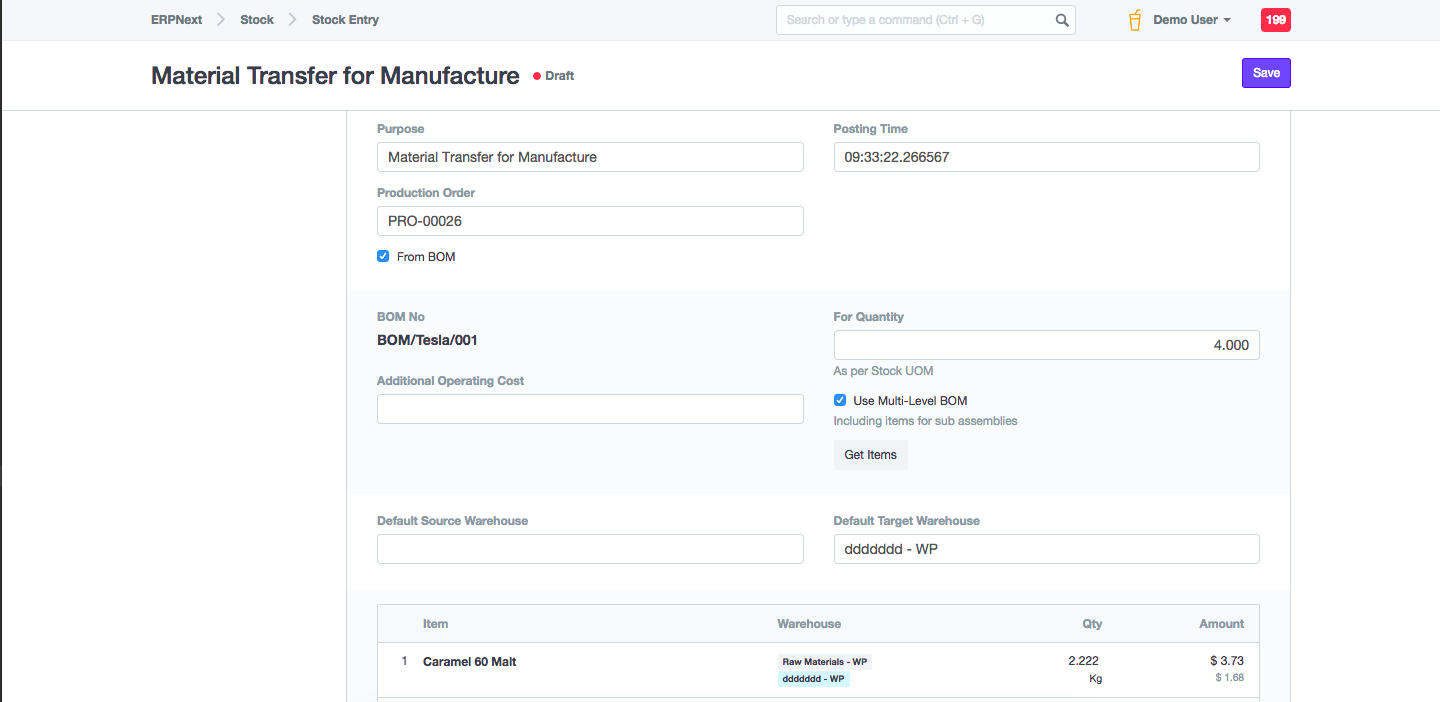 ERPNext Stock Stock Entry Search or type a command (Ctrl + G) Demo User 199
Material Transfer for Manufacture Draft Save
Purpose Posting Time
Material Transfer for Manufacture 09:33:22.266567
Production Order
PRO-00026
From BOM
BOM No For Quantity
BOM/Tesla/001 4.000
As per Stock UOM
Additional Operating Cost
Use Multi-Level BOM
Including items for sub assemblies
Get Items
Default Source Warehouse Default Target Warehouse
ddddddd - WP
Item Warehouse Qty Amount
1 Caramel 60 Malt Raw Materials - WP 2.222 $ 3.73
ddddddd - WP Kg $ 1.68